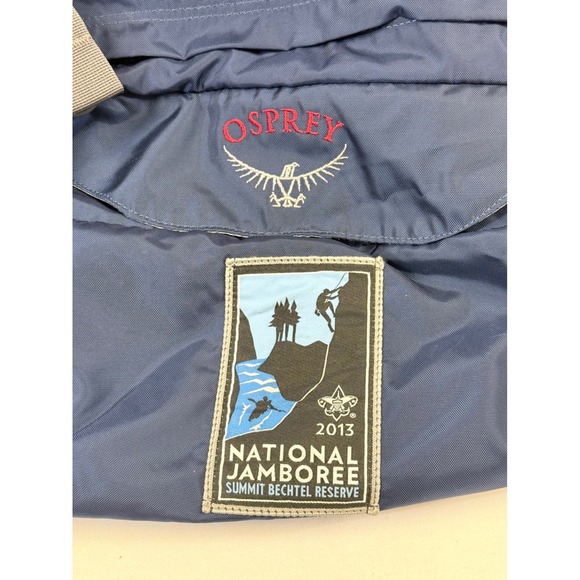 OSPREY
®
2013
NATIONAL
JAMBOREE
SUMMIT BECHTEL RESERVE